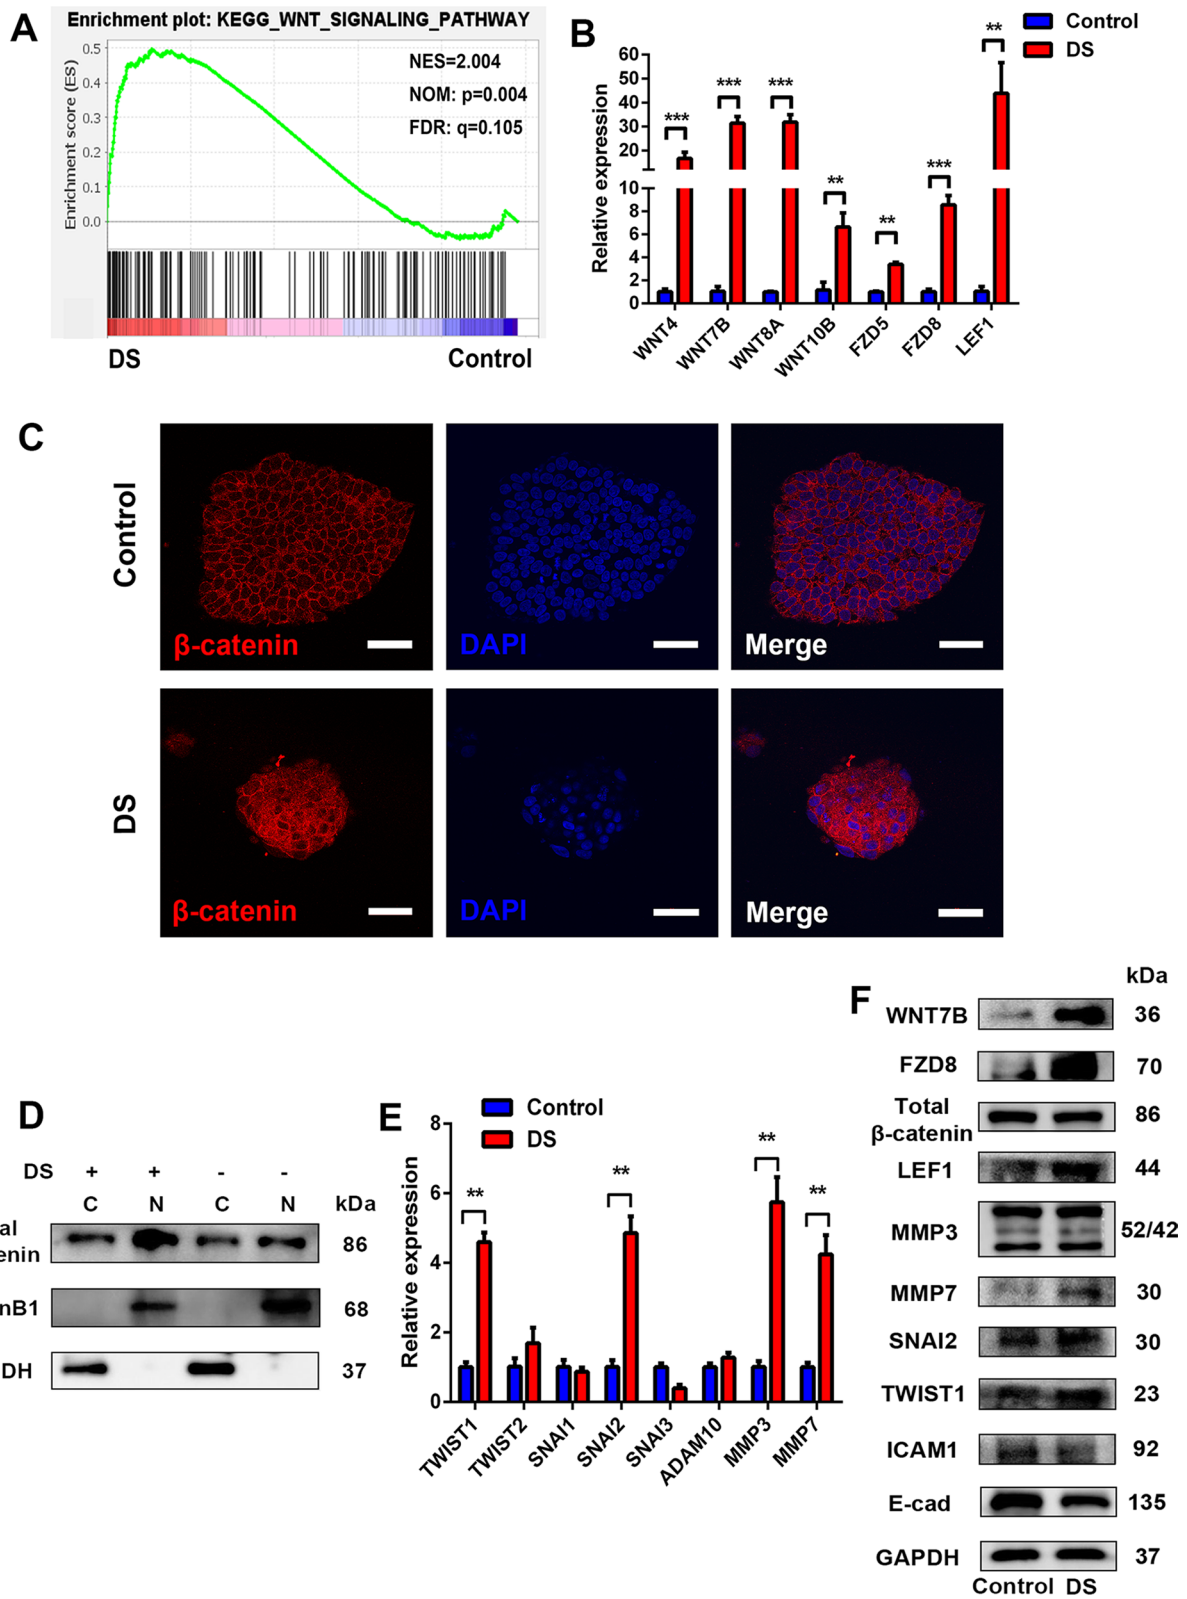 A
Enrichment plot: KEGG_WNT_SIGNALING_PATHWAY
Enrichment score (ES)
0.5
0.4
0.3
0.2
0.1
0.0
NES=2.004
NOM: p=0.004
FDR: q=0.105
DS
Control
B
Control
DS
Relative expression
60
50
40
30
20
10
8
6
4
2
0
***
***
***
**
**
***
**
WNT4
WNT7B
WNT8A
WNT10B
FZD5
FZD8
LEF1
C
Control
β-catenin
DAPI
Merge
DS
β-catenin
DAPI
Merge
D
DS + + - -
C N C N kDa
al
enin
86
nB1
68
DH
37
E
Control
DS
Relative expression
8
6
4
2
0
**
**
**
**
TWIST1
TWIST2
SNAI1
SNAI2
SNAI3
ADAM10
MMP3
MMP7
F
kDa
WNT7B 36
FZD8 70
Total
β-catenin
86
LEF1 44
MMP3 52/42
MMP7 30
SNAI2 30
TWIST1 23
ICAM1 92
E-cad 135
GAPDH 37
Control DS